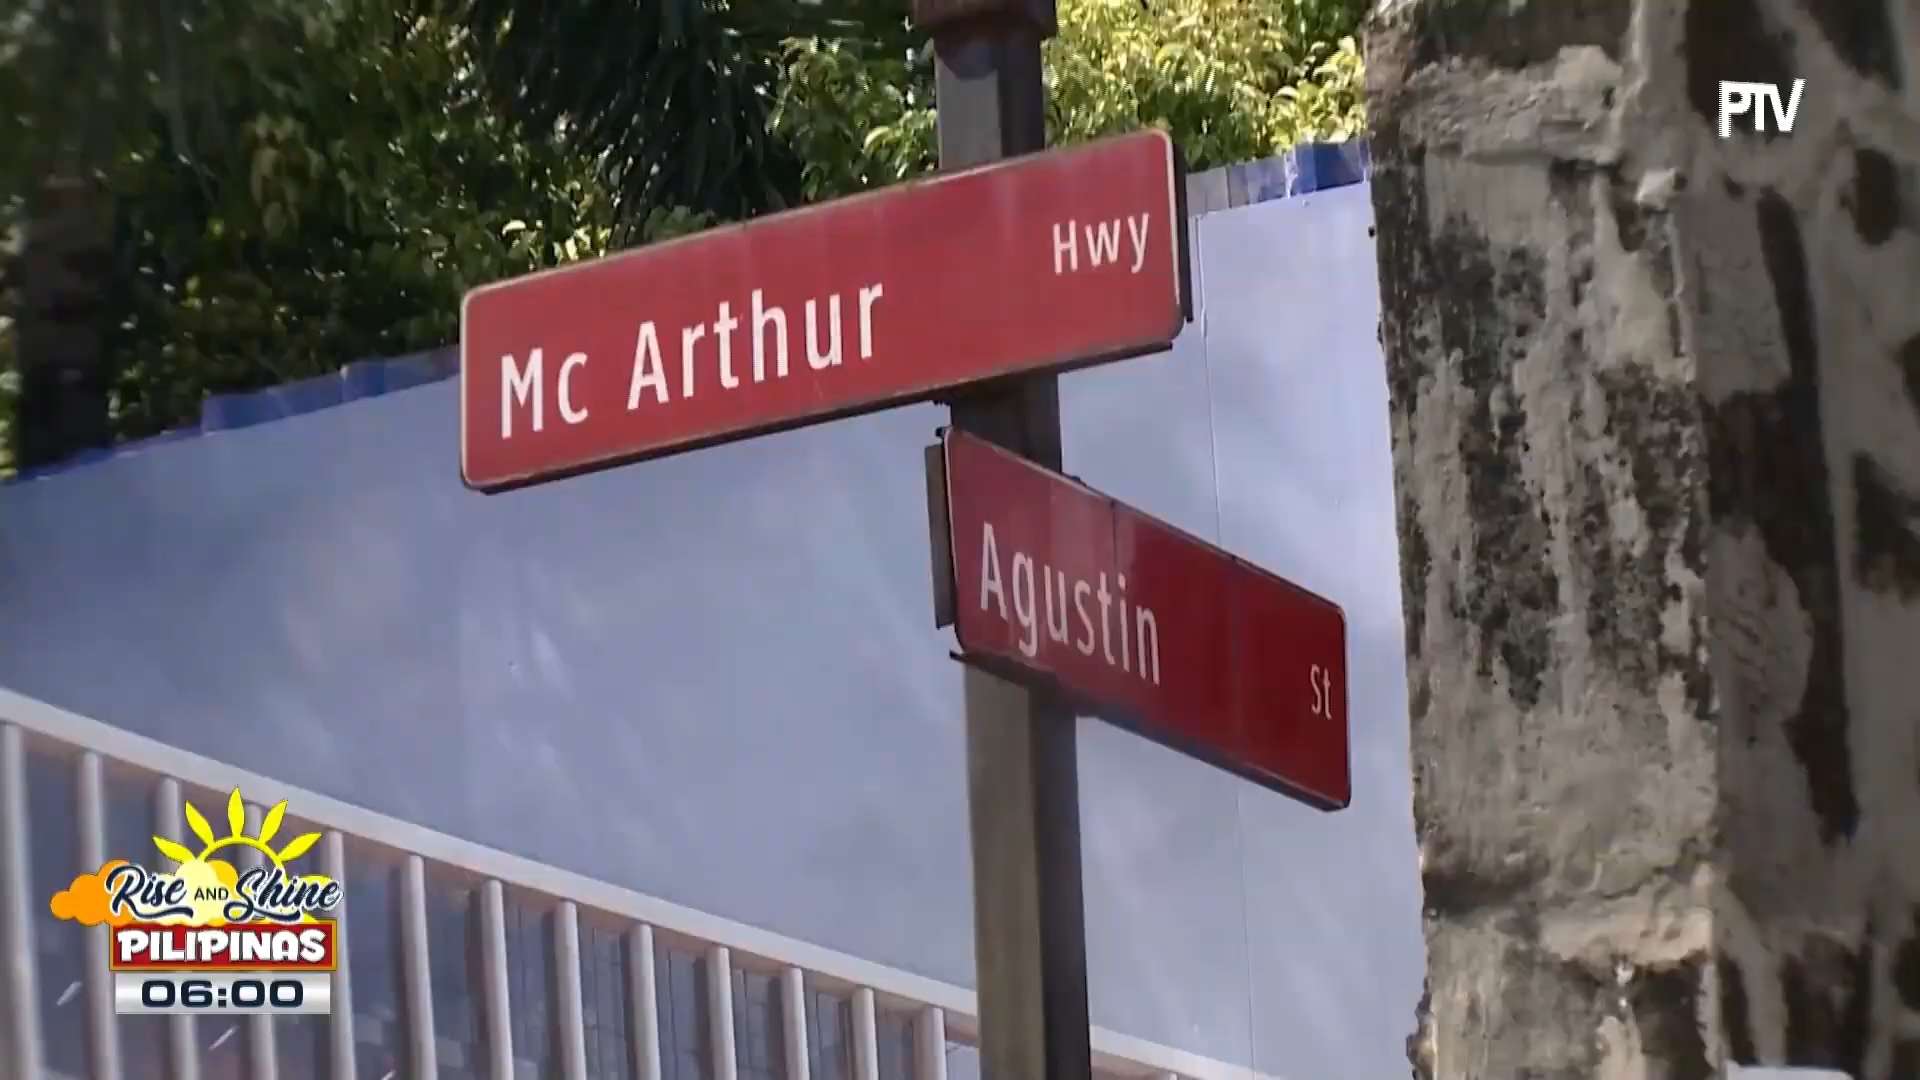 PTV
Mc Arthur Hwy
Agustin St
Rise AND Shine
PILIPINAS
06:00